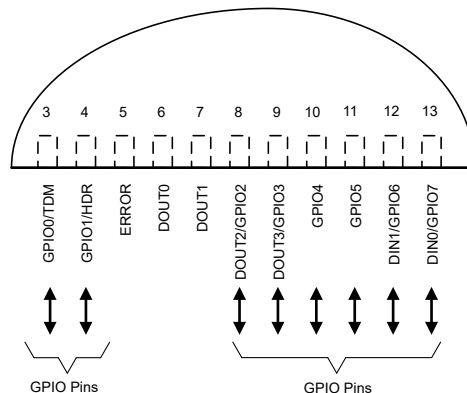 3 4 5 6 7 8 9 10 11 12 13
GPIO0/TDM
GPIO1/HDR
ERROR
DOUT0
DOUT1
DOUT2/GPIO2
DOUT3/GPIO3
GPIO4
GPIO5
DIN1/GPIO6
DIN0/GPIO7
GPIO Pins
GPIO Pins